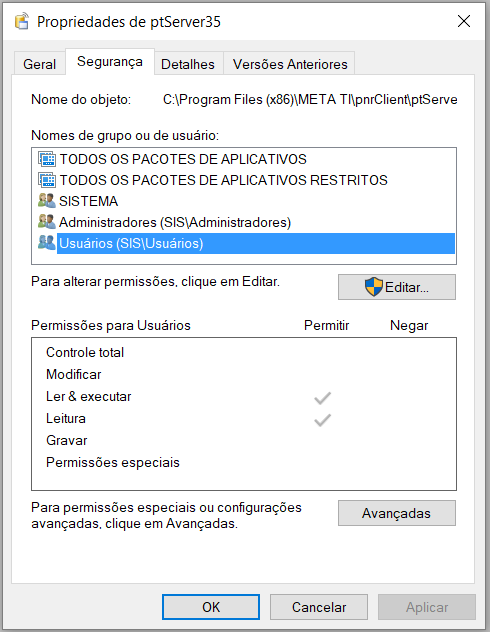 Propriedades de ptServer35
Geral Segurança Detalhes Versões Anteriores
Nome do objeto: C:\Program Files (x86)\META TI\pnrClient\ptServe
Nomes de grupo ou de usuário:
TODOS OS PACOTES DE APLICATIVOS
TODOS OS PACOTES DE APLICATIVOS RESTRITOS
SISTEMA
Administradores (SIS\Administradores)
Usuários (SIS\Usuários)
Para alterar permissões, clique em Editar. Editar...
Permissões para Usuários Permitir Negar
Controle total
Modificar
Ler & executar
Leitura
Gravar
Permissões especiais
Para permissões especiais ou configurações
avançadas, clique em Avançadas.
Avançadas
OK Cancelar Aplicar